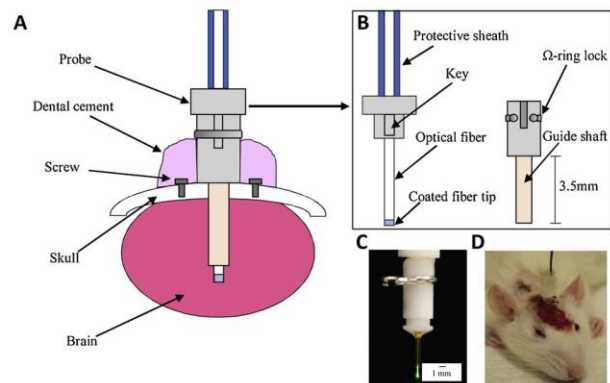 A
Probe
Dental cement
Screw
Skull
Brain
B
Protective sheath
Key
Optical fiber
Coated fiber tip
Ω-ring lock
Guide shaft
3.5mm
C
1 mm
D